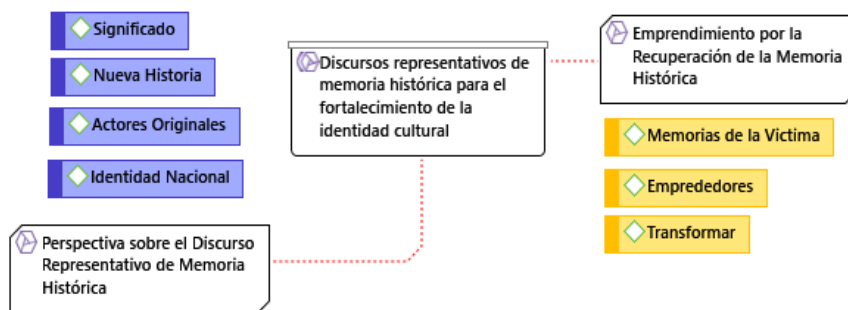 Significado
Nueva Historia
Actores Originales
Identidad Nacional
Perspectiva sobre el Discurso
Representativo de Memoria
Histórica
Discursos representativos de
memoria histórica para el
fortalecimiento de la
identidad cultural
Emprendimiento por la
Recuperación de la Memoria
Histórica
Memorias de la Victima
Emprededores
Transformar